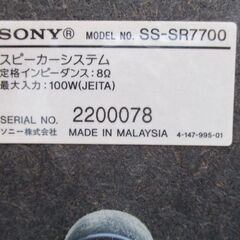 SONY® MODEL NO. SS-SR7700
スピーカーシステム
定格インピーダンス：8Ω
最大入力：100W(JEITA)
SERIAL NO. 2200078
ソニー株式会社 MADE IN MALAYSIA 4-147-995-01